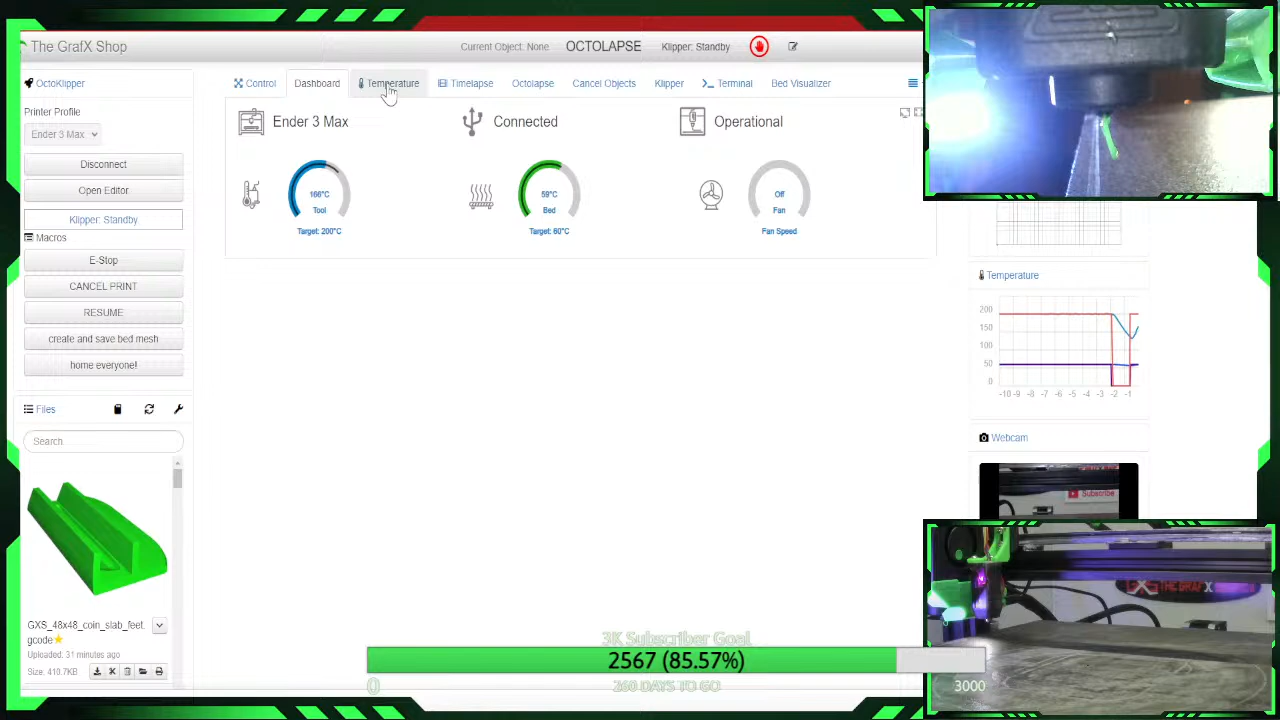 The GrafX Shop
Current Object: None
OCTOLAPSE
Klipper: Standby
OctoKlipper
Control
Dashboard
Temperature
Timelapse
Octolapse
Cancel Objects
Klipper
Terminal
Bed Visualizer
Printer Profile
Ender 3 Max
Disconnect
Open Editor
Klipper: Standby
Macros
E-Stop
CANCEL PRINT
RESUME
create and save bed mesh
home everyone!
Files
Search..
GXS_48x48_coin_slab_feet.
gcode
Uploaded: 31 minutes ago
Size: 410.7KB
Ender 3 Max
Connected
Operational
166°C
Tool
Target: 200°C
59°C
Bed
Target: 60°C
Off
Fan
Fan Speed
Temperature
200
150
100
50
0
-10 -9 -8 -7 -6 -5 -4 -3 -2 -1
Webcam
Subscribe
GXS THE GRAFX
3K Subscriber Goal
2567 (85.57%)
0
260 DAYS TO GO
3000